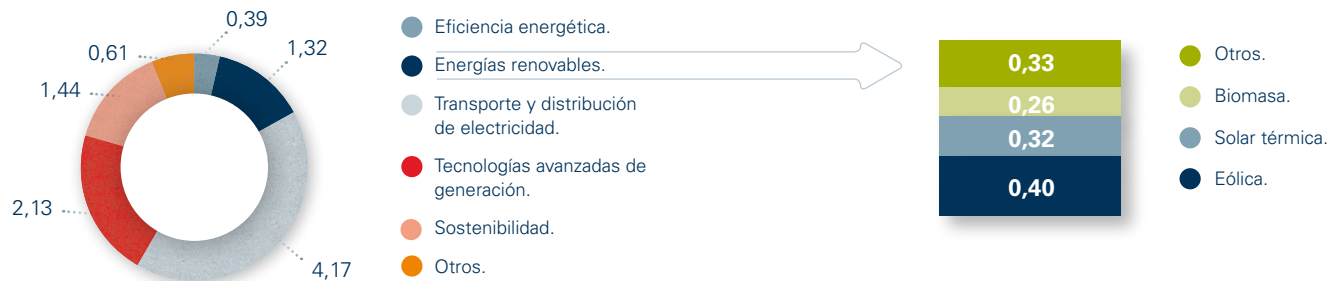 0,39
1,32
0,61
1,44
2,13
4,17
Eficiencia energética.
Energías renovables.
Transporte y distribución
de electricidad.
Tecnologías avanzadas de
generación.
Sostenibilidad.
Otros.
0,33
0,26
0,32
0,40
Otros.
Biomasa.
Solar térmica.
Eólica.